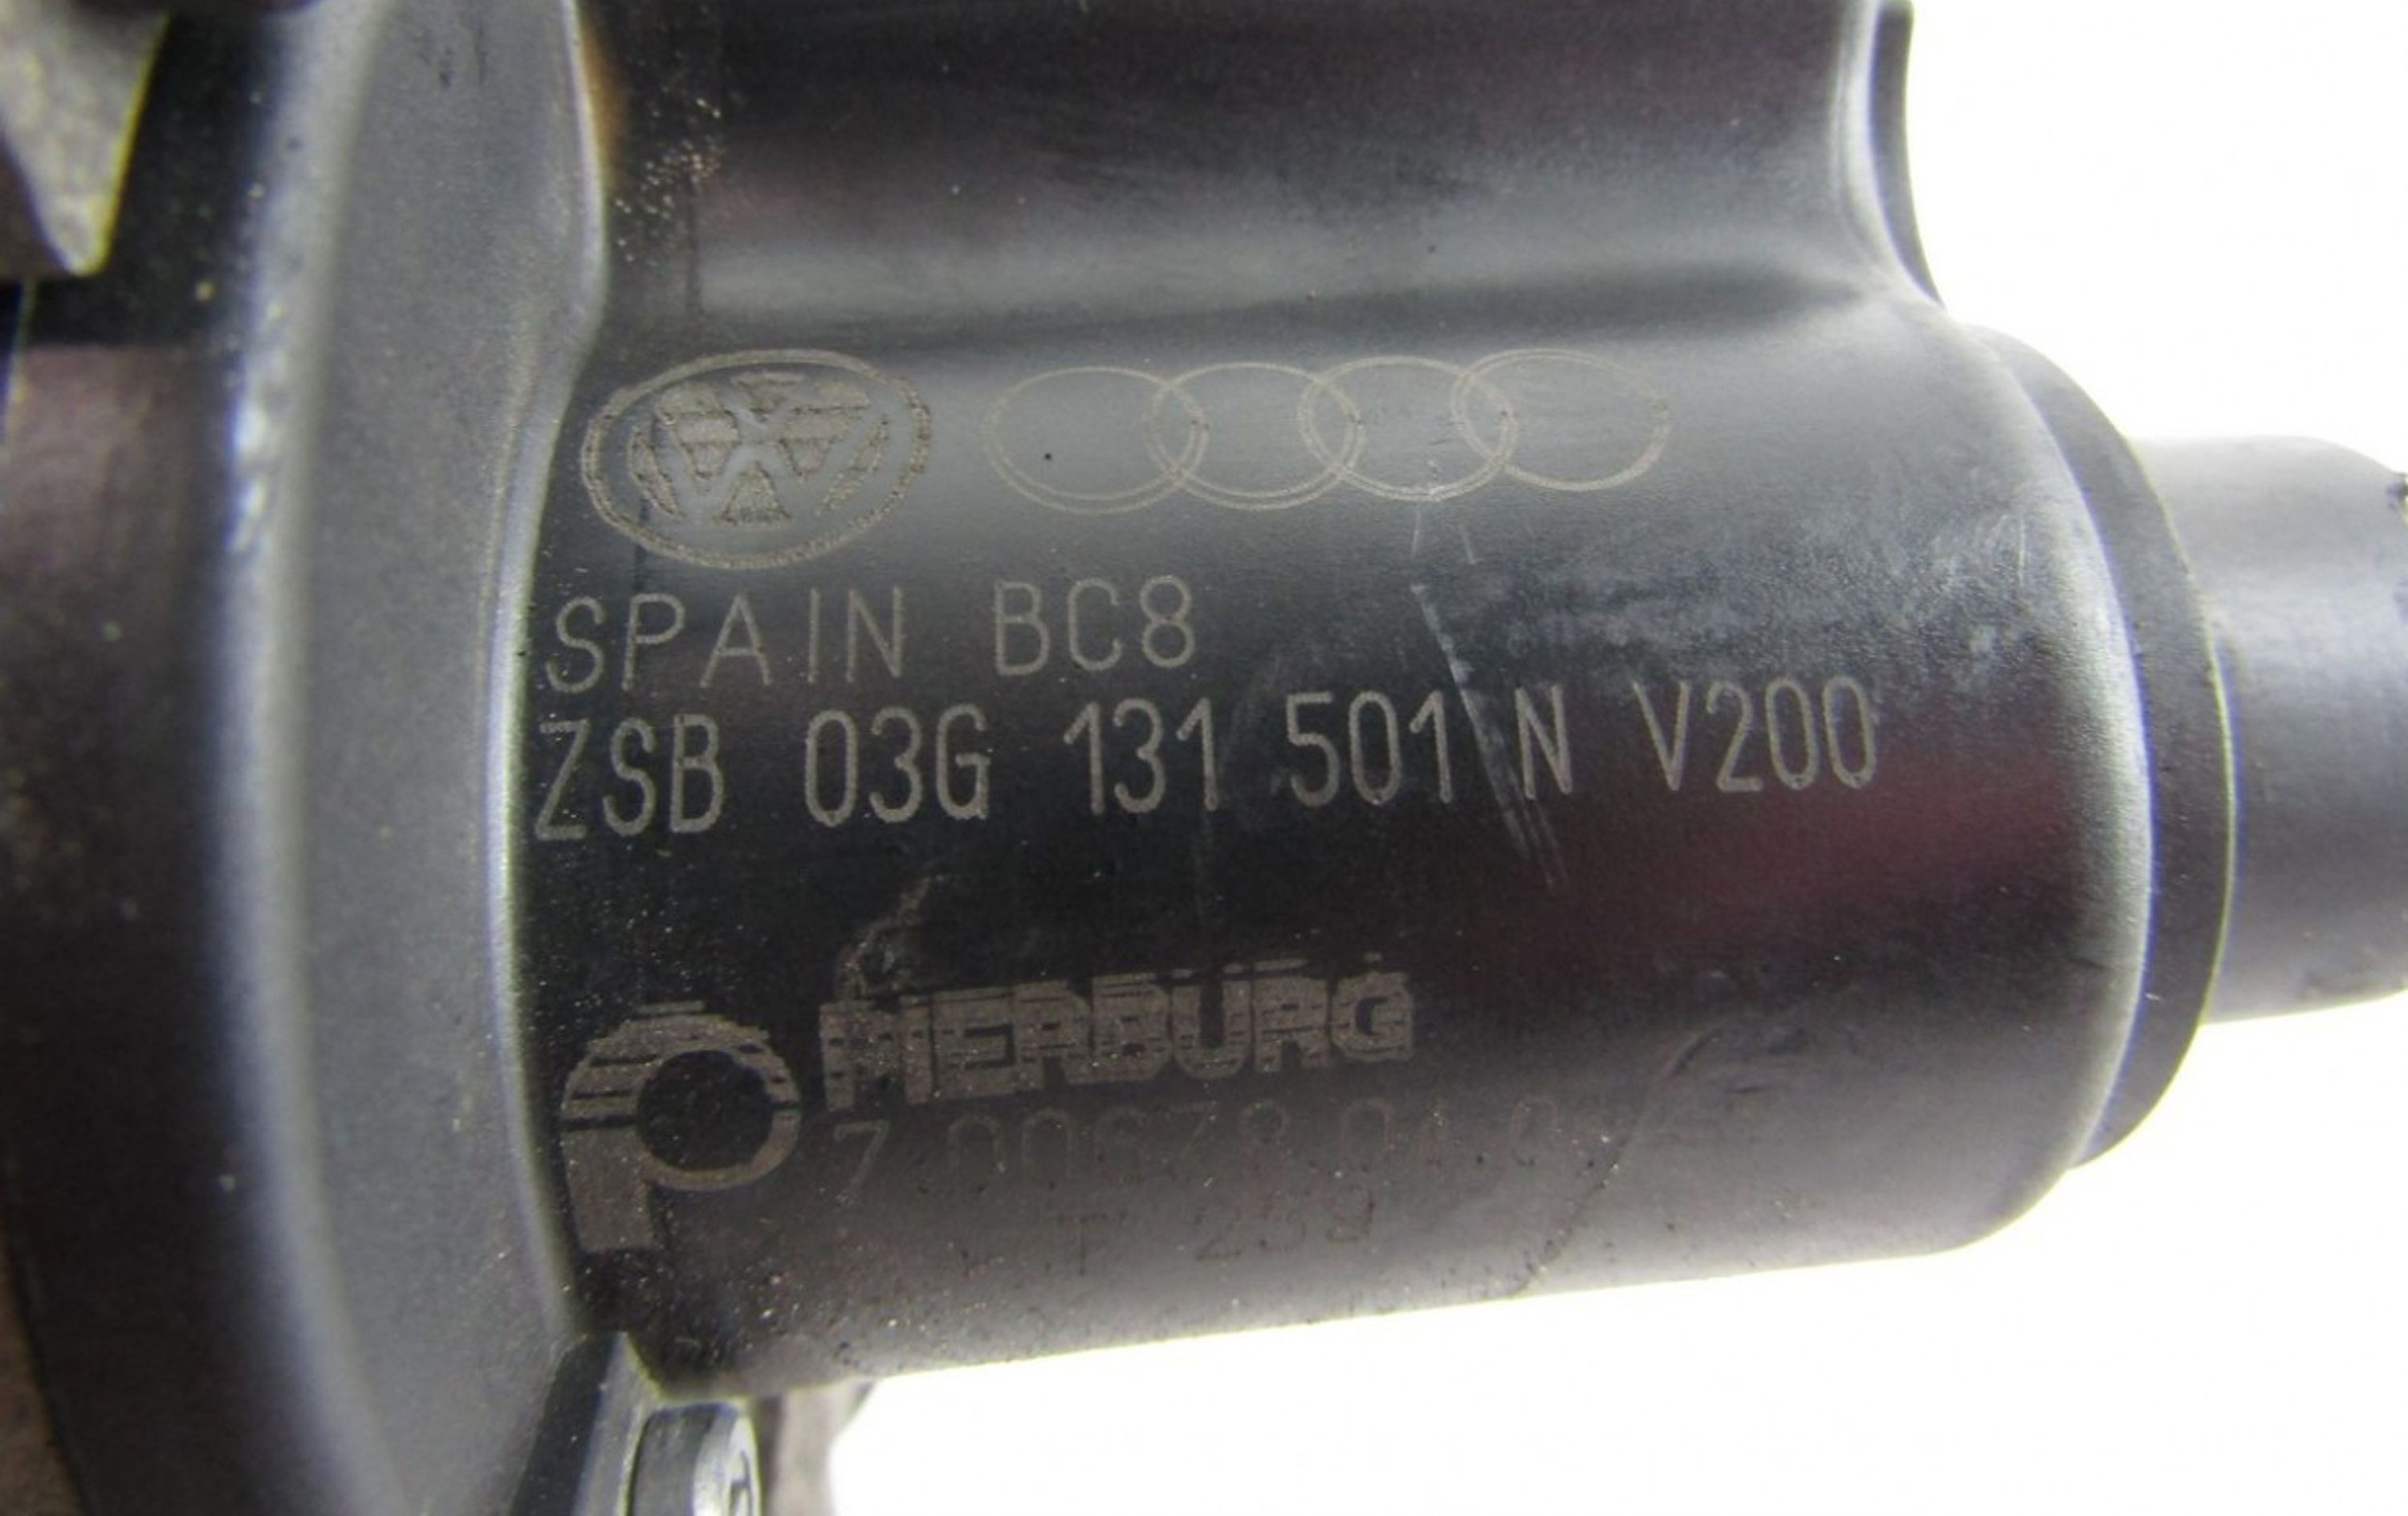 SPAIN BC8
ZSB 03G 131 501 N V200
PIERBURG